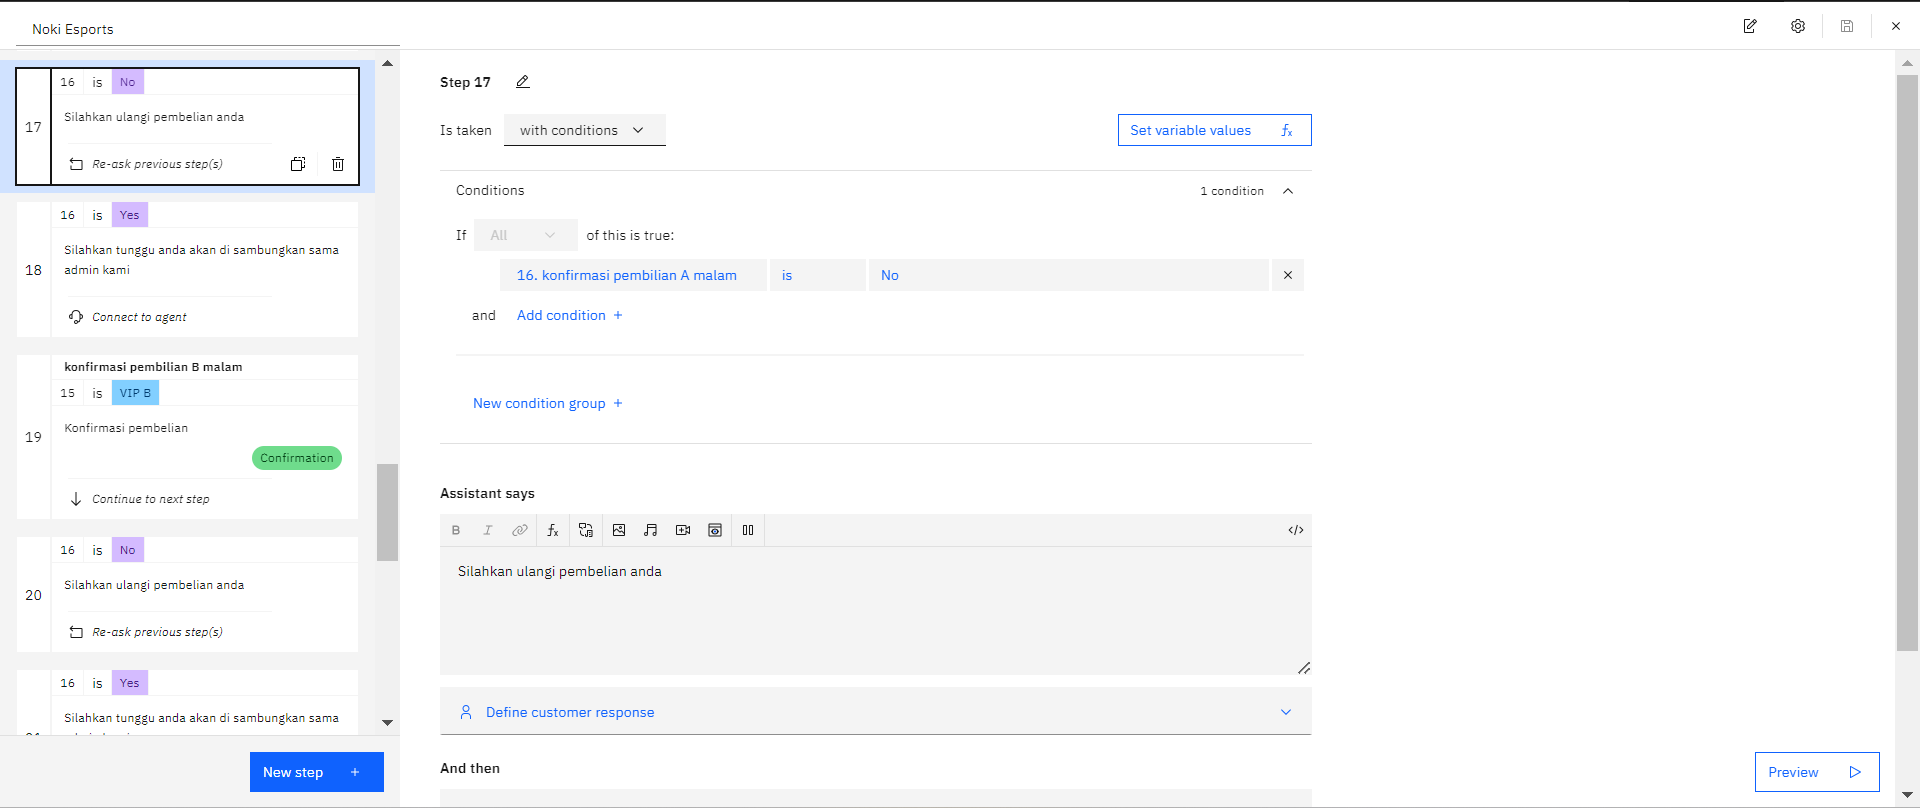 Noki Esports
17
16 is No
Silahkan ulangi pembelian anda
Re-ask previous step(s)
18
16 is Yes
Silahkan tunggu anda akan di sambungkan sama
admin kami
Connect to agent
19
konfirmasi pembilian B malam
15 is VIP B
Konfirmasi pembelian
Confirmation
Continue to next step
20
16 is No
Silahkan ulangi pembelian anda
Re-ask previous step(s)
16 is Yes
Silahkan tunggu anda akan di sambungkan sama
New step +
Step 17
Is taken with conditions
Set variable values fx
Conditions
1 condition
If All of this is true:
16. konfirmasi pembilian A malam is No
and Add condition +
New condition group +
Assistant says
B I fx </>
Silahkan ulangi pembelian anda
Define customer response
And then
Preview